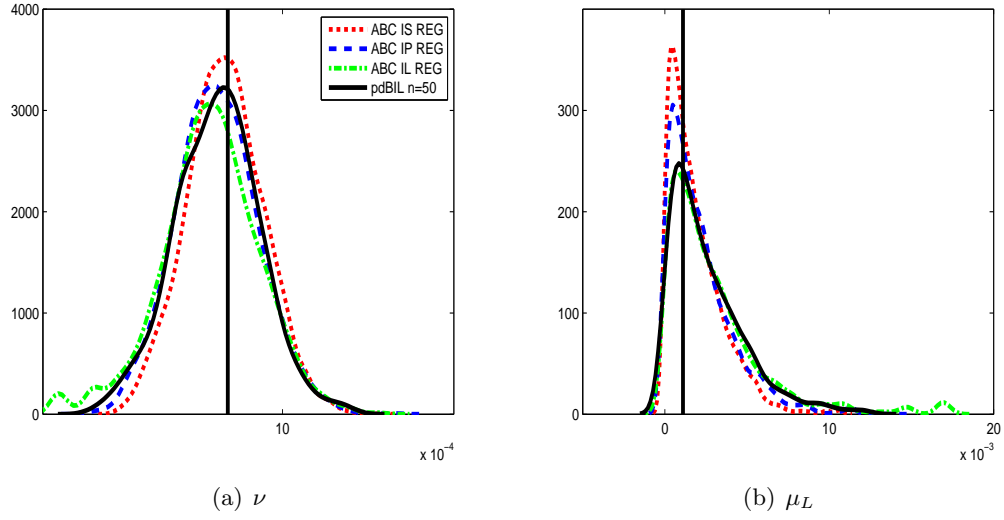 4000
3000
2000
1000
0
10
x 10⁻⁴
ABC IS REG
ABC IP REG
ABC IL REG
pdBIL n=50
(a) ν
400
300
200
100
0
0
10
20
x 10⁻³
(b) μ_L